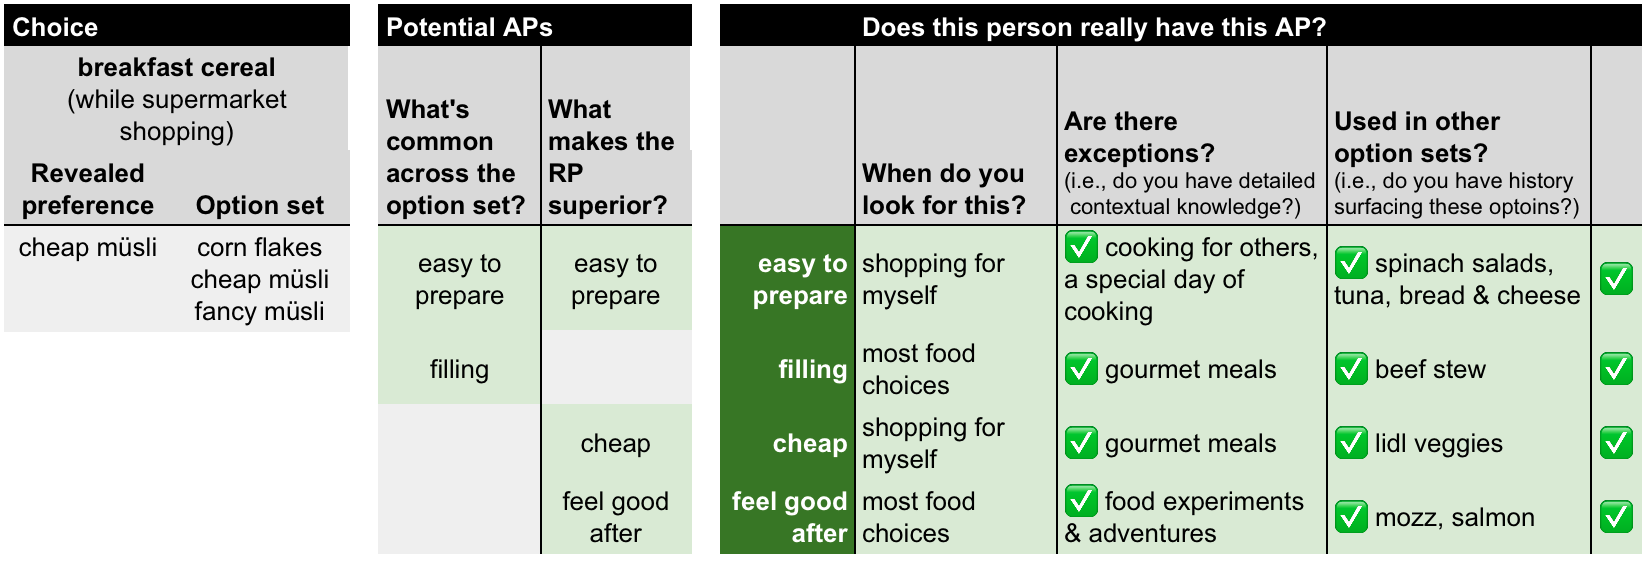 Choice
breakfast cereal
(while supermarket
shopping)
Revealed
preference
Option set
cheap müsli
corn flakes
cheap müsli
fancy müsli
Potential APs
What's
common
across the
option set?
What
makes the
RP
superior?
easy to
prepare
easy to
prepare
filling
cheap
feel good
after
Does this person really have this AP?
When do you
look for this?
Are there
exceptions?
(i.e., do you have detailed
contextual knowledge?)
Used in other
option sets?
(i.e., do you have history
surfacing these optoins?)
easy to
prepare
shopping for
myself
✅ cooking for others,
a special day of
cooking
✅ spinach salads,
tuna, bread & cheese
✅
filling
most food
choices
✅ gourmet meals
✅ beef stew
✅
cheap
shopping for
myself
✅ gourmet meals
✅ lidl veggies
✅
feel good
after
most food
choices
✅ food experiments
& adventures
✅ mozz, salmon
✅